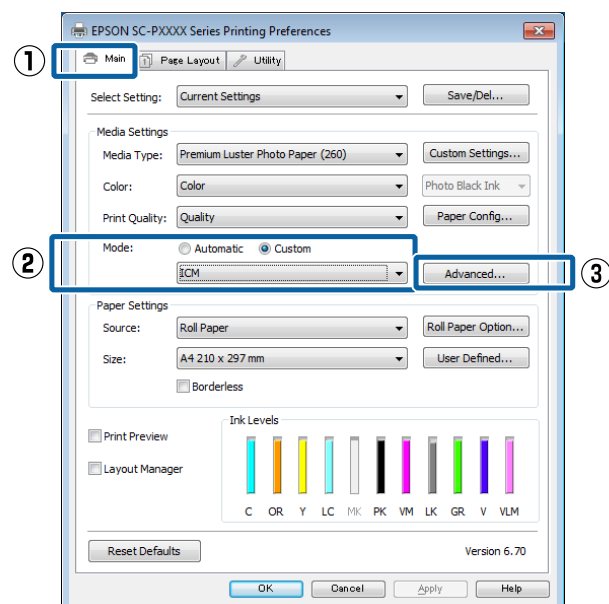 EPSON SC-PXXXX Series Printing Preferences
①
Main Page Layout Utility
Select Setting: Current Settings Save/Del...
Media Settings
Media Type: Premium Luster Photo Paper (260) Custom Settings...
Color: Color Photo Black Ink
Print Quality: Quality Paper Config...
②
Mode: Automatic Custom
ICM Advanced...
③
Paper Settings
Source: Roll Paper Roll Paper Option...
Size: A4 210 x 297 mm User Defined...
Borderless
Ink Levels
Print Preview
Layout Manager
C OR Y LC MK PK VM LK GR V VLM
Reset Defaults Version 6.70
OK Cancel Apply Help